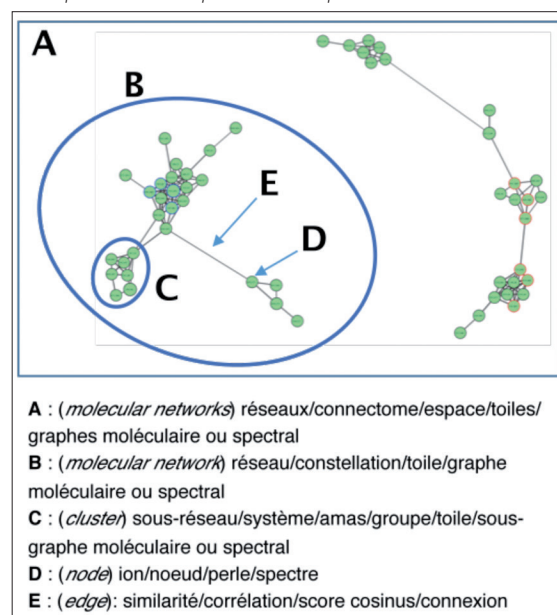 A
B
E
D
C
A : (molecular networks) réseaux/connectome/espace/toiles/
graphes moléculaire ou spectral
B : (molecular network) réseau/constellation/toile/graphe
moléculaire ou spectral
C : (cluster) sous-réseau/système/amas/groupe/toile/sous-
graphe moléculaire ou spectral
D : (node) ion/noeud/perle/spectre
E : (edge): similarité/corrélation/score cosinus/connexion